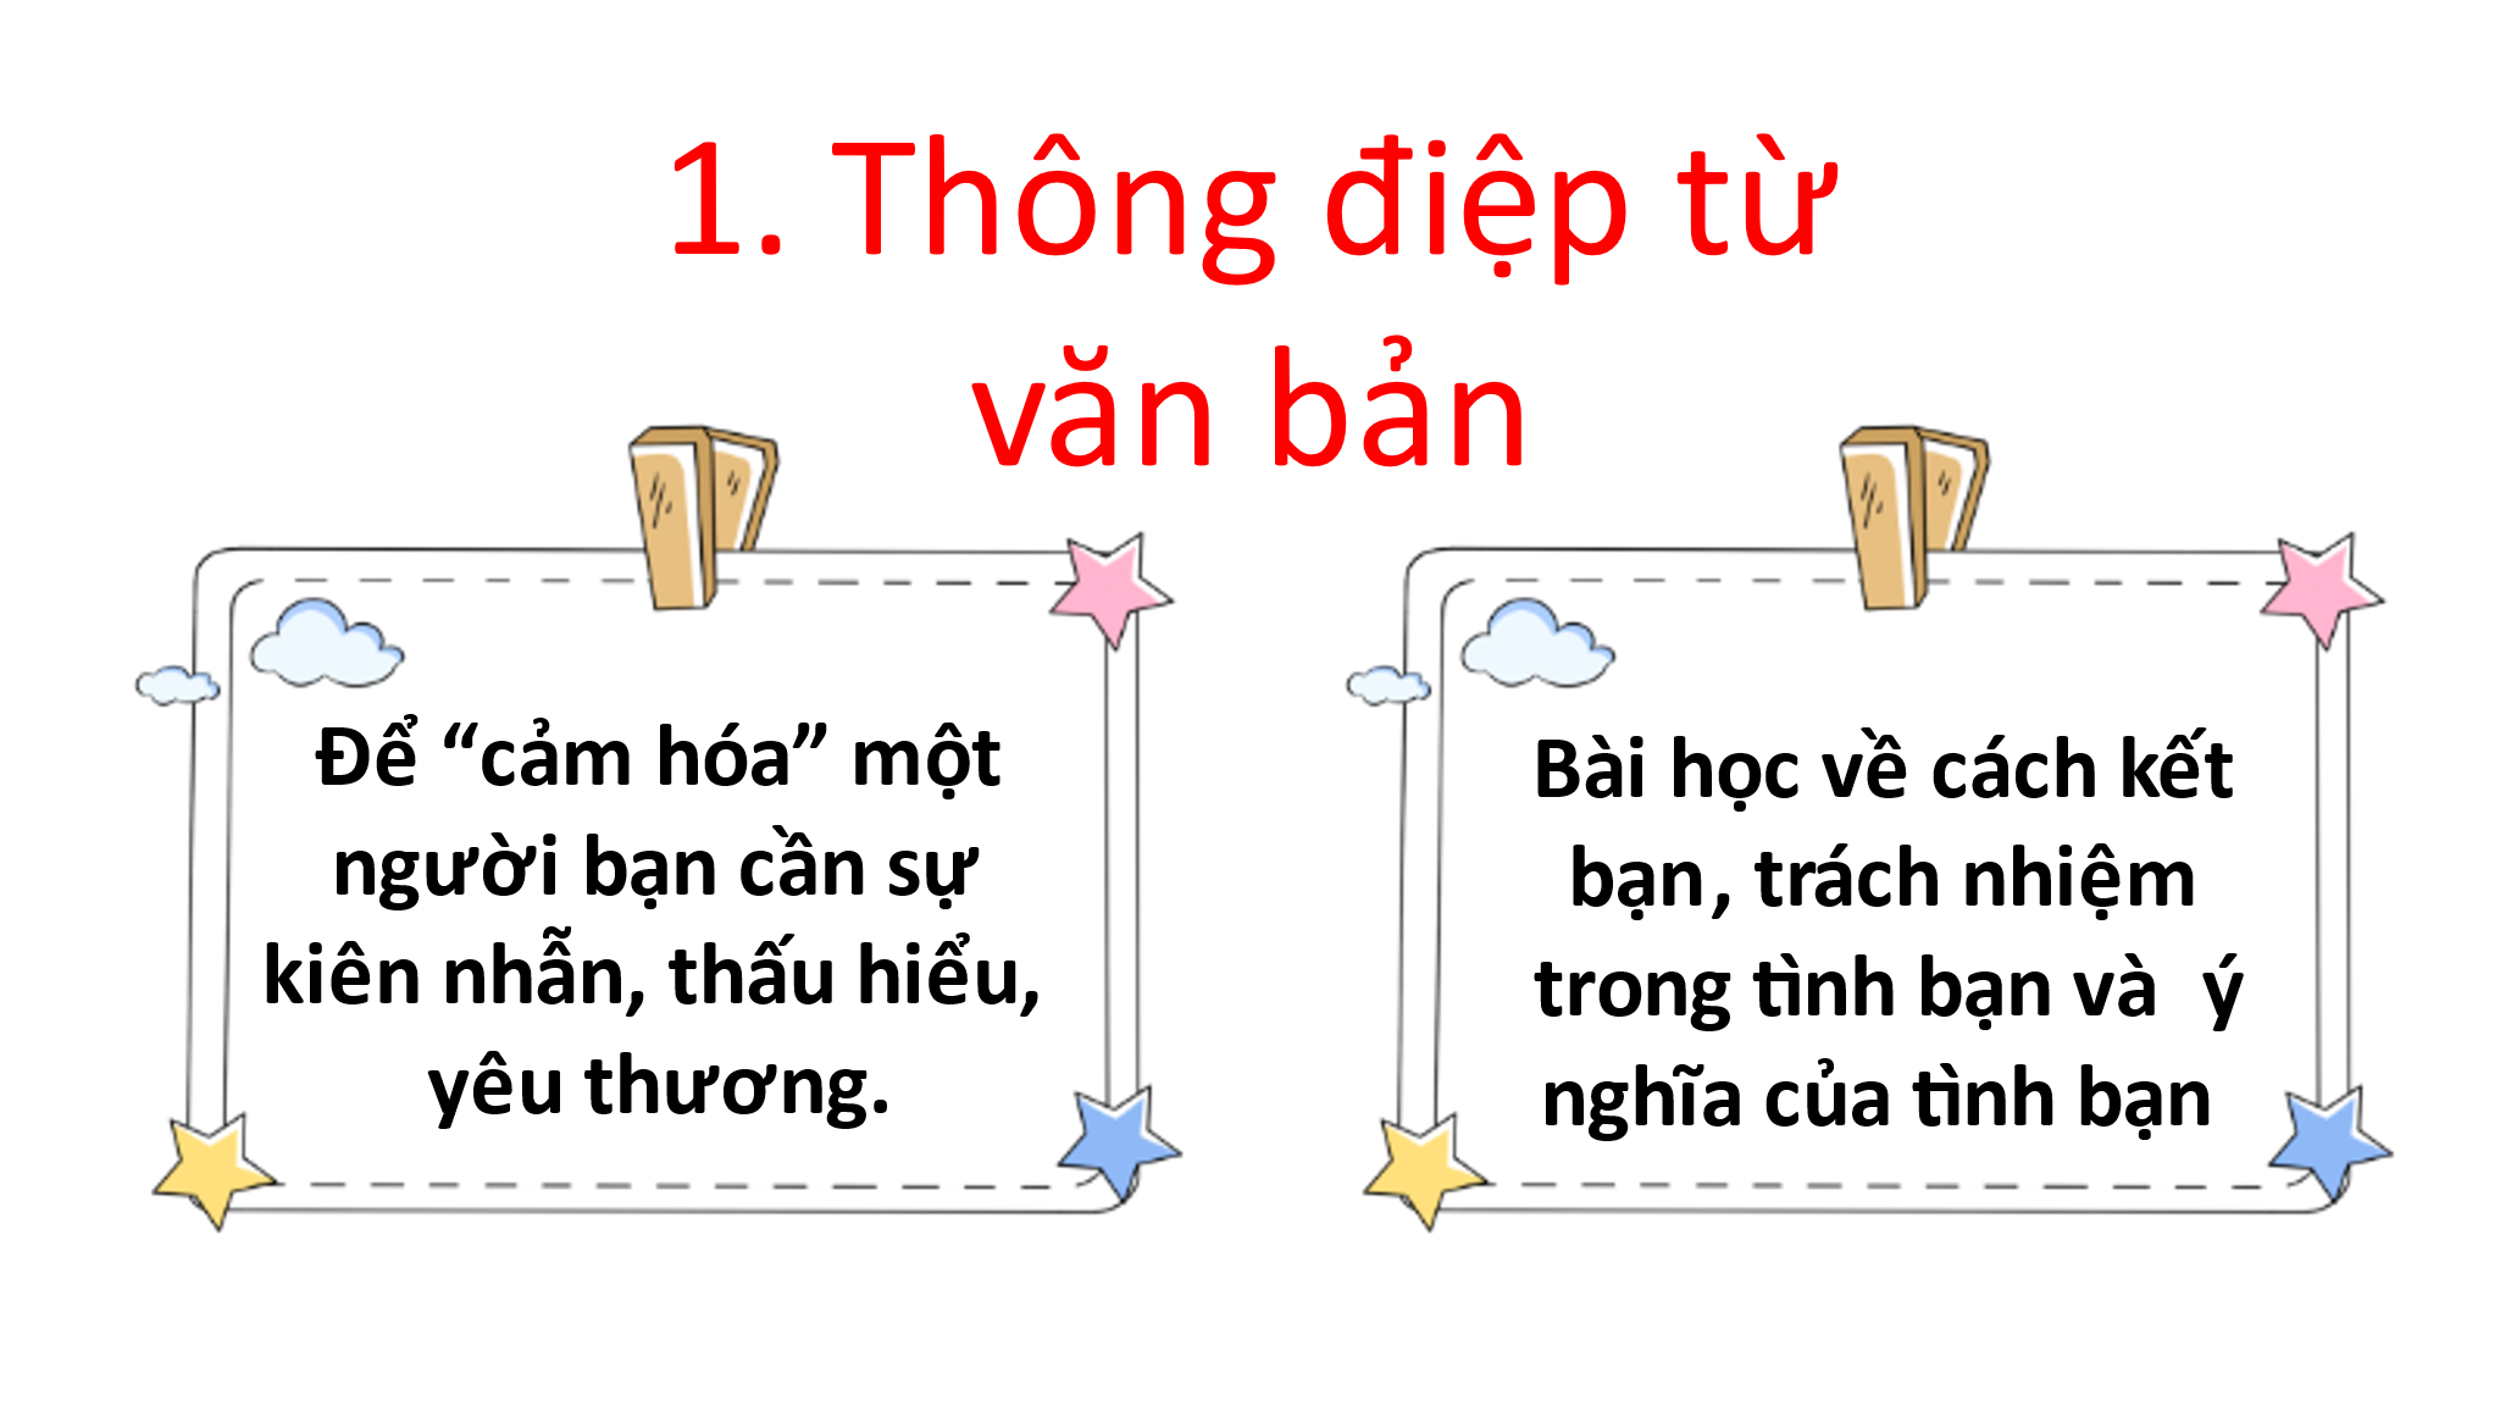 1. Thông điệp từ
văn bản
Để “cảm hóa” một
người bạn cần sự
kiên nhẫn, thấu hiểu,
yêu thương.
Bài học về cách kết
bạn, trách nhiệm
trong tình bạn và  ý
nghĩa của tình bạn